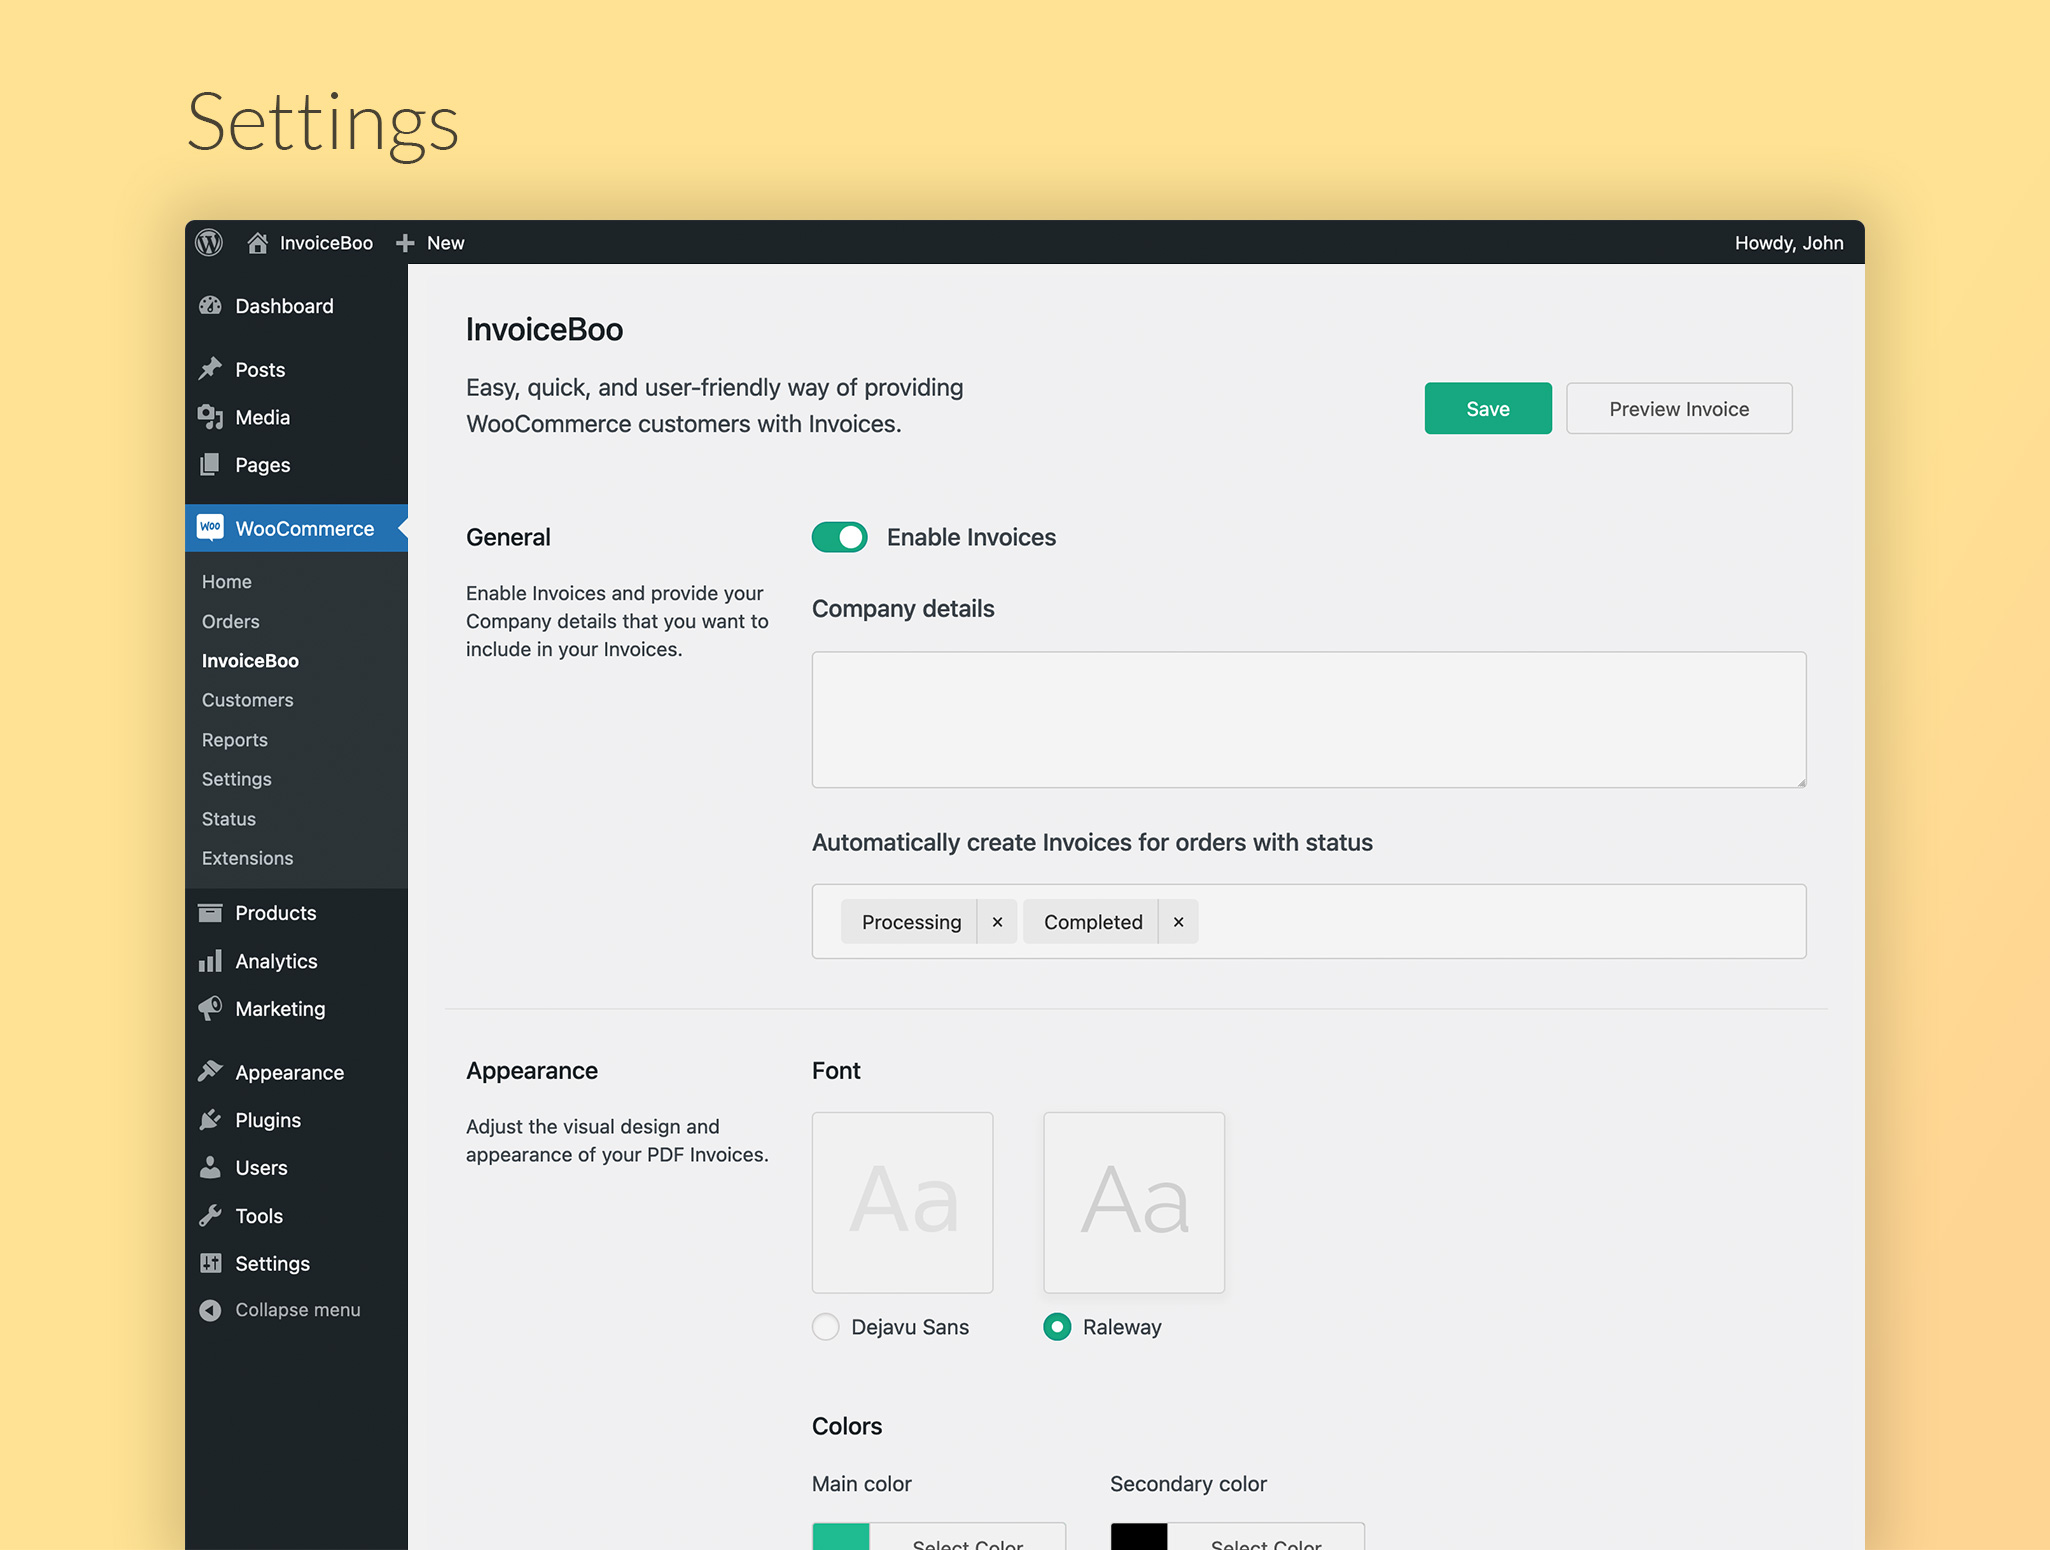 Settings
InvoiceBoo
New
Howdy, John
Dashboard
Posts
Media
Pages
Woo
WooCommerce
Home
Orders
InvoiceBoo
Customers
Reports
Settings
Status
Extensions
Products
Analytics
Marketing
Appearance
Plugins
Users
Tools
Settings
Collapse menu
InvoiceBoo
Easy, quick, and user-friendly way of providing
WooCommerce customers with Invoices.
Save
Preview Invoice
General
Enable Invoices and provide your
Company details that you want to
include in your Invoices.
Enable Invoices
Company details
Automatically create Invoices for orders with status
Processing ×
Completed ×
Appearance
Adjust the visual design and
appearance of your PDF Invoices.
Font
Aa
Aa
Dejavu Sans
Raleway
Colors
Main color
Secondary color
Select Color
Select Color